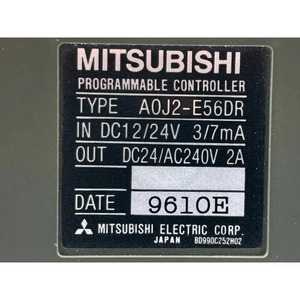 MITSUBISHI
PROGRAMMABLE CONTROLLER
TYPE A0J2-E56DR
IN DC12/24V 3/7mA
OUT DC24/AC240V 2A
DATE 9610E
MITSUBISHI ELECTRIC CORP.
JAPAN BD990C252H02